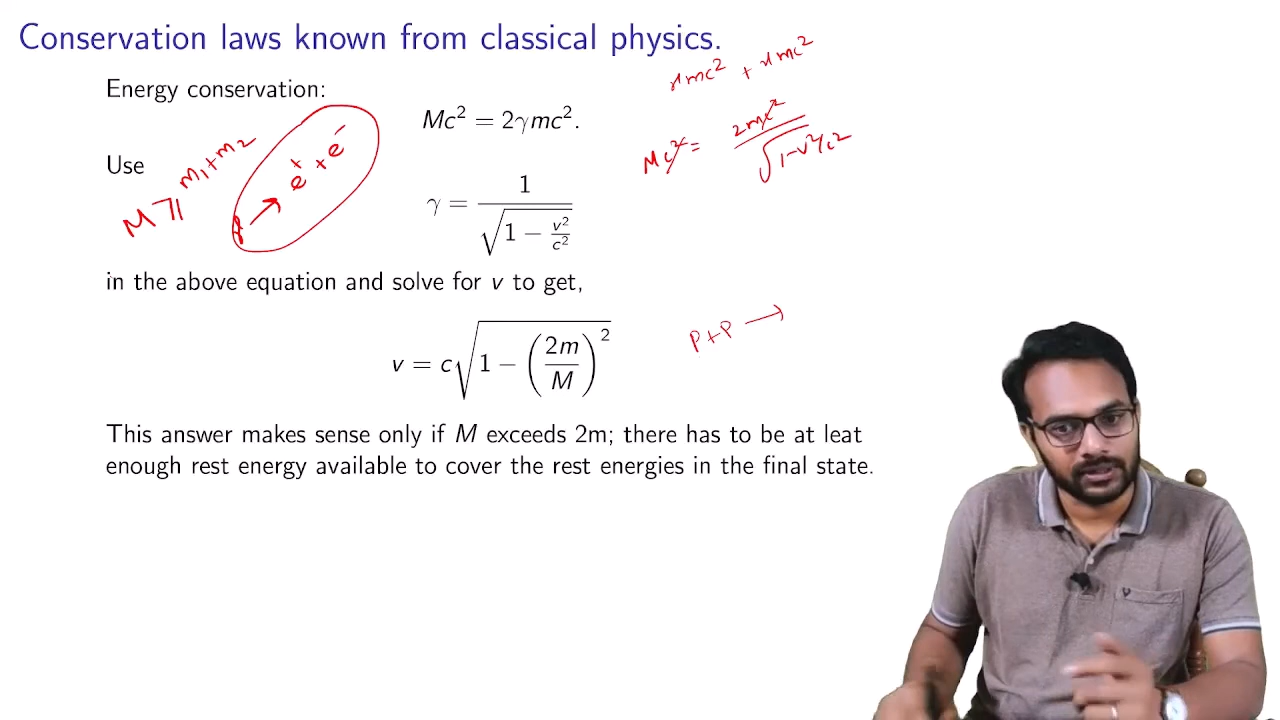 Conservation laws known from classical physics.
Energy conservation:
Mc² = 2γmc².
γmc² + γmc²
Mc² = 2mc² / √1-v²/c²
Use
M ≥ m₁+m₂
→ e⁺ + e⁻
γ = 1 / √(1 − v²/c²)
in the above equation and solve for v to get,
v = c√(1 − (2m/M)²)
P+P →
This answer makes sense only if M exceeds 2m; there has to be at leat
enough rest energy available to cover the rest energies in the final state.